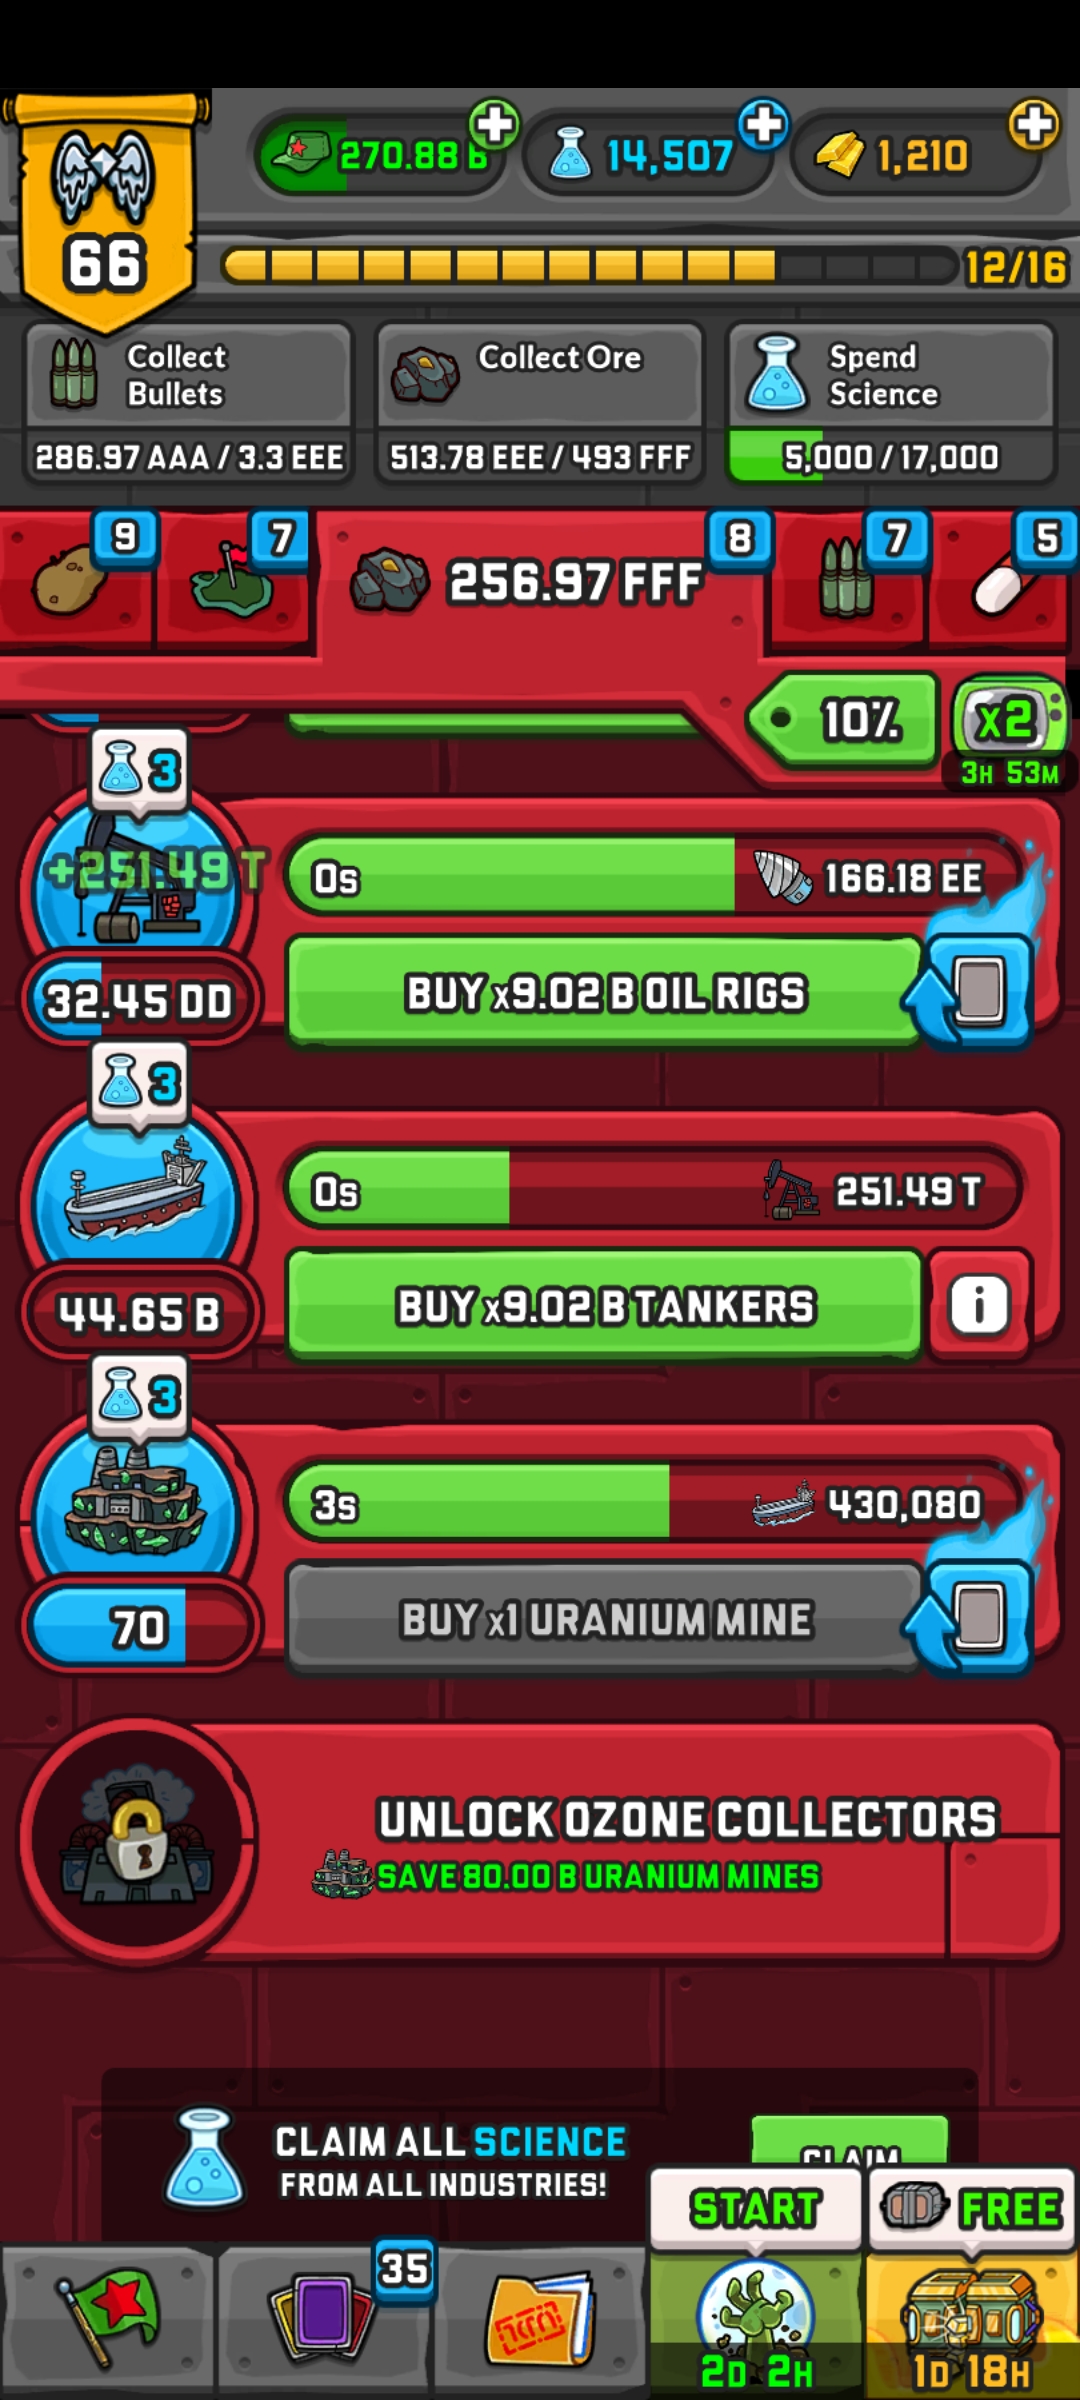 270.88 B
14,507
1,210
66
12/16
Collect Bullets
286.97 AAA / 3.3 EEE
Collect Ore
513.78 EEE / 493 FFF
Spend Science
5,000 / 17,000
9
7
256.97 FFF
8
7
5
10%
x2
3H 53M
3
+251.49 T
0s
166.18 EE
32.45 DD
BUY x9.02 B OIL RIGS
3
0s
251.49 T
44.65 B
BUY x9.02 B TANKERS
i
3
3s
430,080
70
BUY x1 URANIUM MINE
UNLOCK OZONE COLLECTORS
SAVE 80.00 B URANIUM MINES
CLAIM ALL SCIENCE
FROM ALL INDUSTRIES!
CLAIM
START
FREE
35
2D 2H
1D 18H